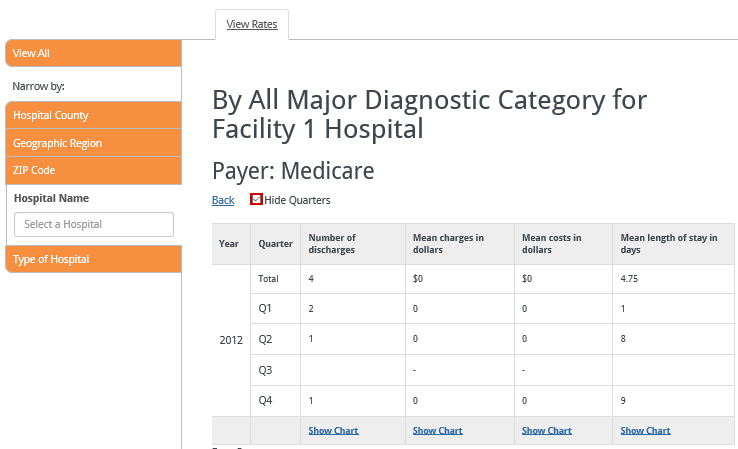 View Rates
View All
Narrow by:
Hospital County
Geographic Region
ZIP Code
Hospital Name
Select a Hospital
Type of Hospital
By All Major Diagnostic Category for
Facility 1 Hospital
Payer: Medicare
Back Hide Quarters
Year Quarter Number of discharges Mean charges in dollars Mean costs in dollars Mean length of stay in days
Total 4 $0 $0 4.75
Q1 2 0 0 1
2012 Q2 1 0 0 8
Q3 - -
Q4 1 0 0 9
Show Chart Show Chart Show Chart Show Chart